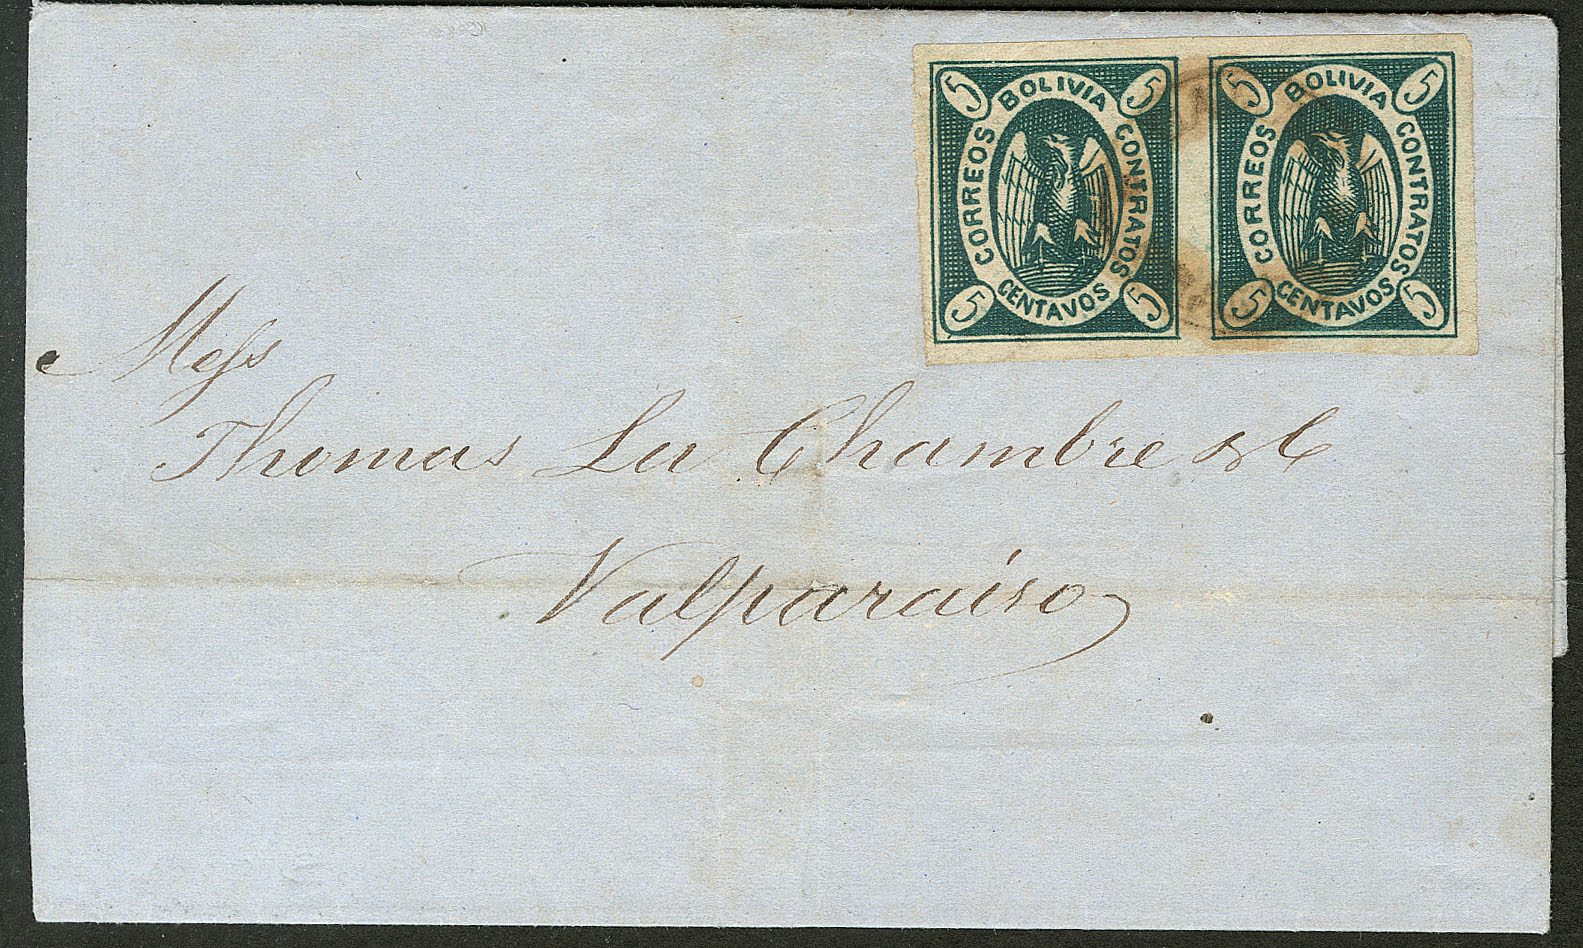 5 BOLIVIA 5
CORREOS CONTRATOS
5 CENTAVOS 5
5 BOLIVIA 5
CORREOS CONTRATOS
5 CENTAVOS 5
Mess
Thomas La Chambre & C
Valparaiso